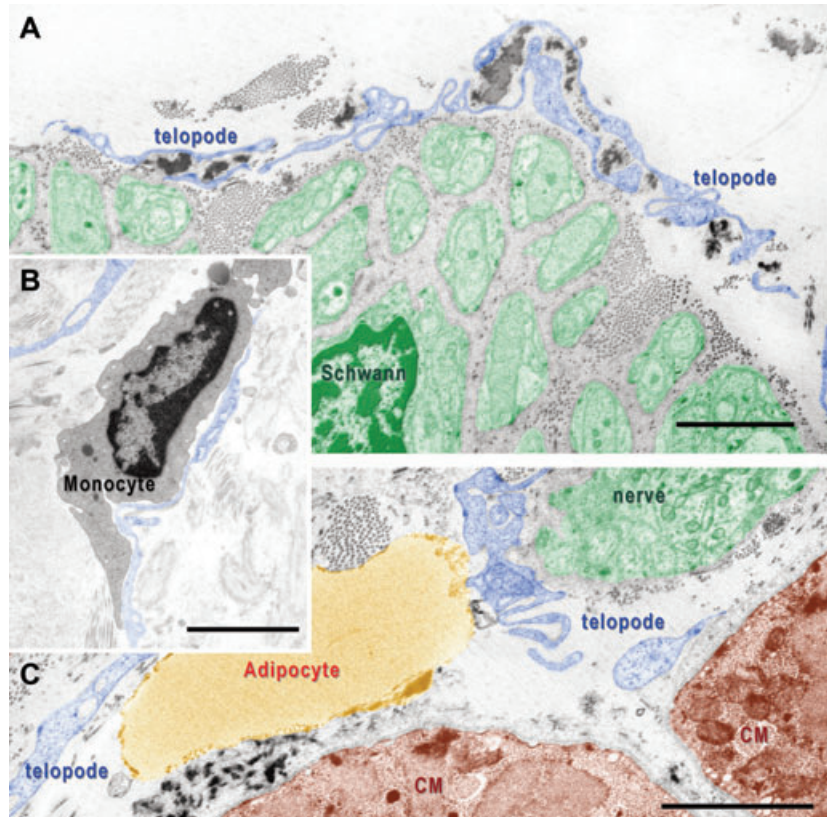 A
telopode
telopode
Schwann
B
Monocyte
nerve
telopode
Adipocyte
C
telopode
CM
CM